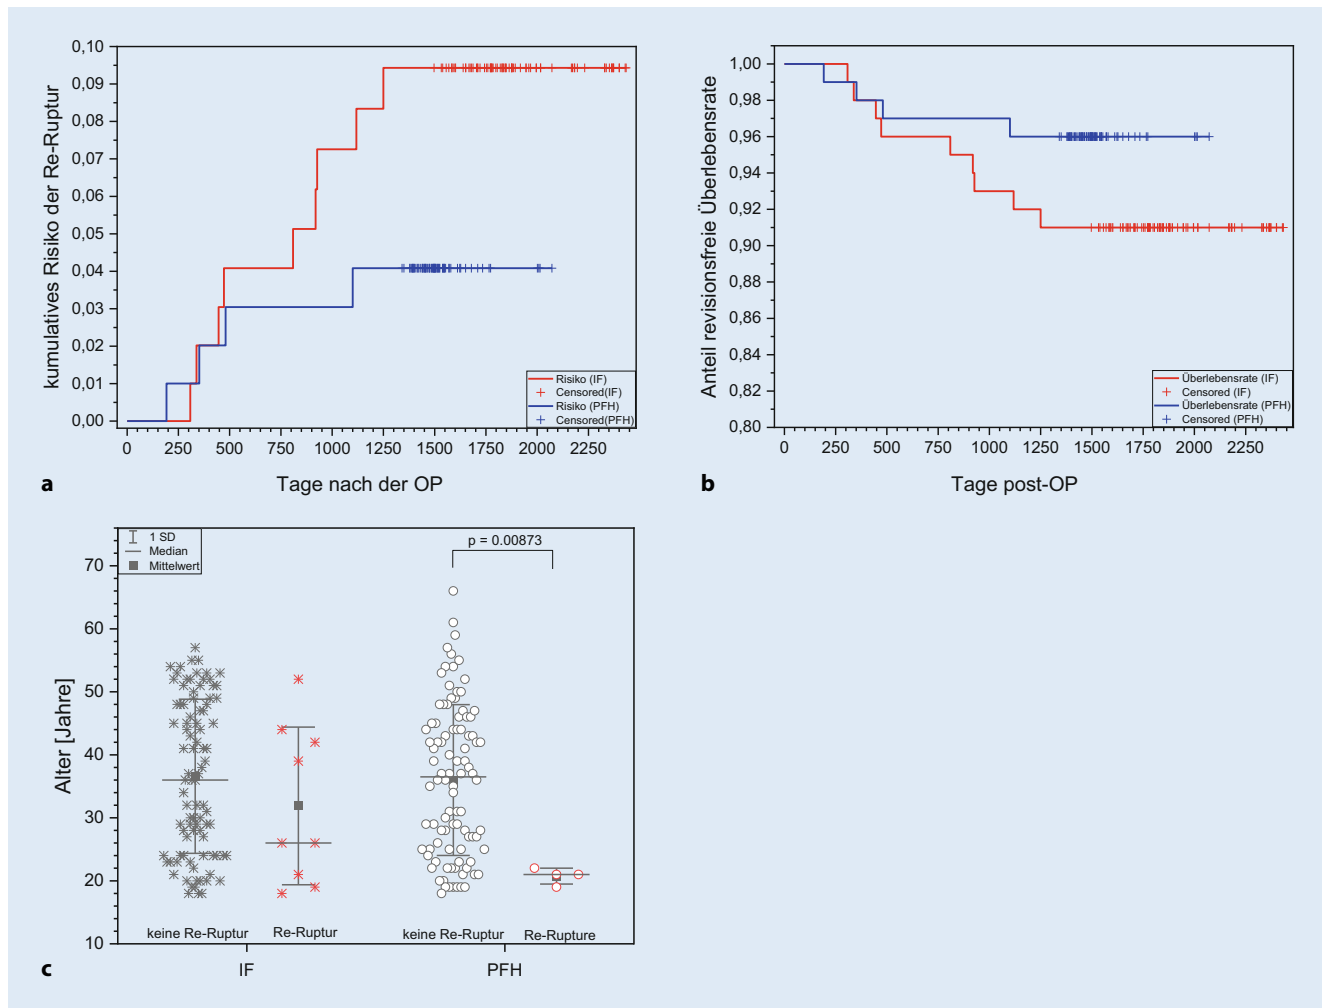 kumulatives Risiko der Re-Ruptur
0,10
0,09
0,08
0,07
0,06
0,05
0,04
0,03
0,02
0,01
0,00
Risiko (IF)
Censored(IF)
Risiko (PFH)
Censored(PFH)
0 250 500 750 1000 1250 1500 1750 2000 2250
a Tage nach der OP
Anteil revisionsfreie Überlebensrate
1,00
0,98
0,96
0,94
0,92
0,90
0,88
0,86
0,84
0,82
0,80
Überlebensrate (IF)
Censored (IF)
Überlebensrate (PFH)
Censored (PFH)
0 250 500 750 1000 1250 1500 1750 2000 2250
b Tage post-OP
1 SD
Median
Mittelwert
p = 0.00873
Alter [Jahre]
70
60
50
40
30
20
10
keine Re-Ruptur Re-Ruptur keine Re-Ruptur Re-Rupture
c IF PFH